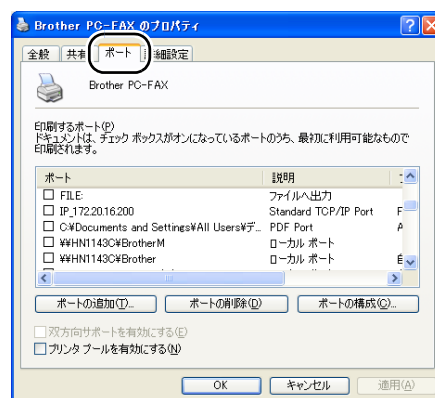 Brother PC-FAX のプロパティ
全般 共有 ポート 詳細設定
Brother PC-FAX
印刷するポート(P)
ドキュメントは、チェック ボックスがオンになっているポートのうち、最初に利用可能なもので
印刷されます。
ポート 説明
FILE: ファイルへ出力
IP_172.20.16.200 Standard TCP/IP Port F
C:¥Documents and Settings¥All Users¥デ... PDF Port A
¥¥HN1143C¥BrotherM ローカル ポート
¥¥HN1143C¥Brother ローカル ポート
ポートの追加(T)... ポートの削除(D) ポートの構成(C)...
双方向サポートを有効にする(E)
プリンタ プールを有効にする(N)
OK キャンセル 適用(A)